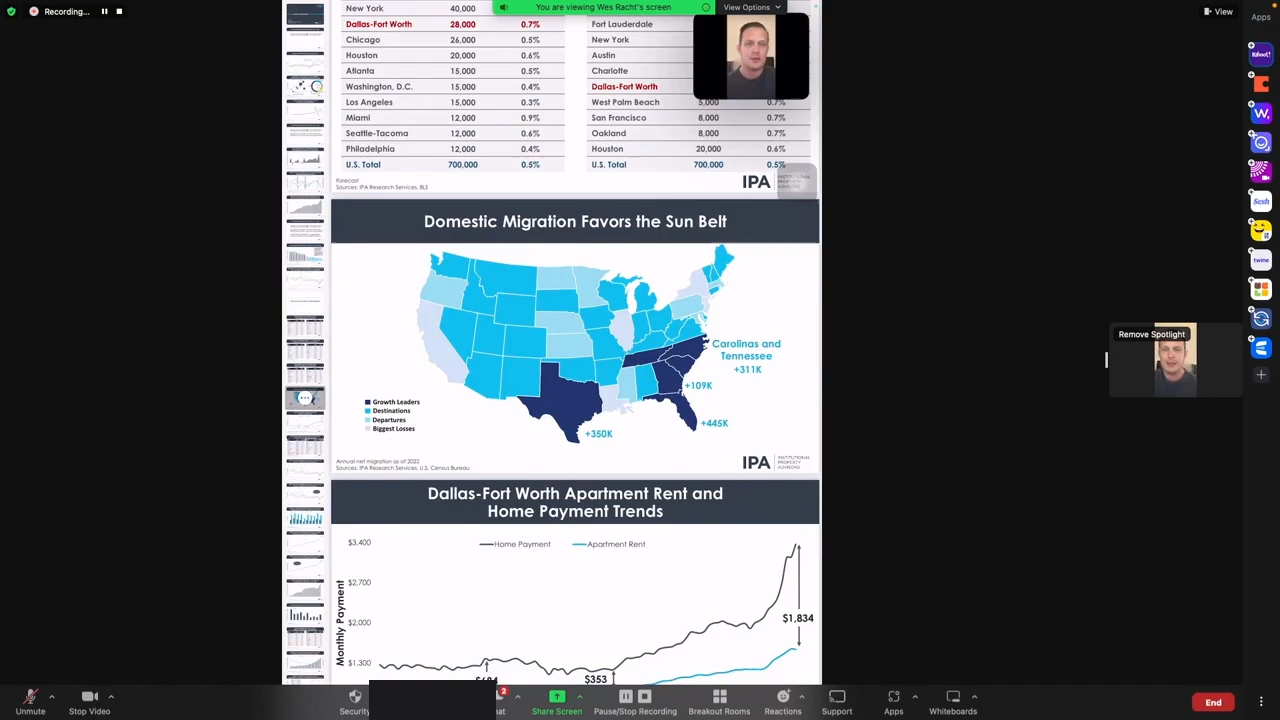 Recording...
You are viewing Wes Racht's screen
View Options
View
Apps
New York 40,000
Dallas-Fort Worth 28,000 0.7%
Chicago 26,000 0.5%
Houston 20,000 0.6%
Atlanta 15,000 0.5%
Washington, D.C. 15,000 0.4%
Los Angeles 15,000 0.3%
Miami 12,000 0.9%
Seattle-Tacoma 12,000 0.6%
Philadelphia 12,000 0.4%
U.S. Total 700,000 0.5%
Fort Lauderdale
New York
Austin
Charlotte
Dallas-Fort Worth
West Palm Beach 5,000 0.7%
San Francisco 8,000 0.7%
Oakland 8,000 0.7%
Houston 20,000 0.6%
U.S. Total 700,000 0.5%
Forecast
Sources: IPA Research Services, BLS
IPA INSTITUTIONAL
PROPERTY
ADVISORS
Domestic Migration Favors the Sun Belt
Carolinas and
Tennessee
+311K
+109K
+445K
+350K
Growth Leaders
Destinations
Departures
Biggest Losses
Annual net migration as of 2022
Sources: IPA Research Services, U.S. Census Bureau
IPA INSTITUTIONAL
PROPERTY
ADVISORS
Dallas-Fort Worth Apartment Rent and
Home Payment Trends
Home Payment Apartment Rent
Monthly Payment
$3,400
$2,700
$2,000
$1,300
$1,834
$353
Sesh
twine
Remove Spotlight
Unmute
Stop Video
Security
2
Share Screen
Pause/Stop Recording
Breakout Rooms
Reactions
Support
Apps
Whiteboards
End